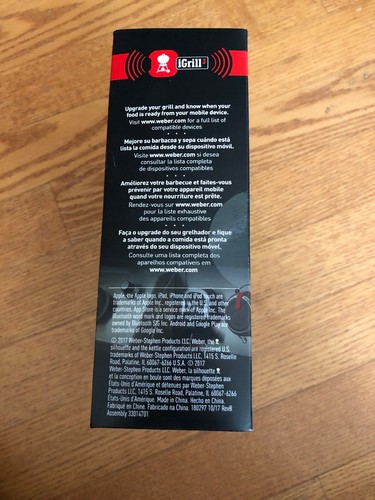 iGrill 3
Upgrade your grill and know when your
food is ready from your mobile device.
Visit www.weber.com for a full list of
compatible devices
Mejore su barbacoa y sepa cuándo está
lista la comida desde su dispositivo móvil.
Visite www.weber.com si desea
consultar la lista completa
de dispositivos compatibles
Améliorez votre barbecue et faites-vous
prévenir par votre appareil mobile
quand votre nourriture est prête.
Rendez-vous sur www.weber.com
pour la liste exhaustive
des appareils compatibles
Faça o upgrade do seu grelhador e fique
a saber quando a comida está pronta
através do seu dispositivo móvel.
Consulte uma lista completa dos
aparelhos compatíveis em
www.weber.com
Apple, the Apple logo, iPad, iPhone and iPod touch are
trademarks of Apple Inc., registered in the U.S. and other
countries. App Store is a service mark of Apple Inc. The
Bluetooth word mark and logos are registered trademarks
owned by Bluetooth SIG Inc. Android and Google Play are
trademarks of Google Inc.
© 2017 Weber-Stephen Products LLC. Weber, the
silhouette and the kettle configuration are registered U.S.
trademarks of Weber-Stephen Products LLC, 1415 S. Roselle
Road, Palatine, IL 60067-6266 U.S.A. © 2017
Weber-Stephen Products LLC. Weber, la silhouette
et la conception en boule sont des marques déposées aux
États-Unis d'Amérique et détenues par Weber-Stephen
Products LLC, 1415 S. Roselle Road, Palatine, IL 60067-6266
États-Unis d'Amérique. Made in China. Hecho en China.
Fabriqué en Chine. Fabricado na China. 180297 10/17 RevB
Assembly 33014701